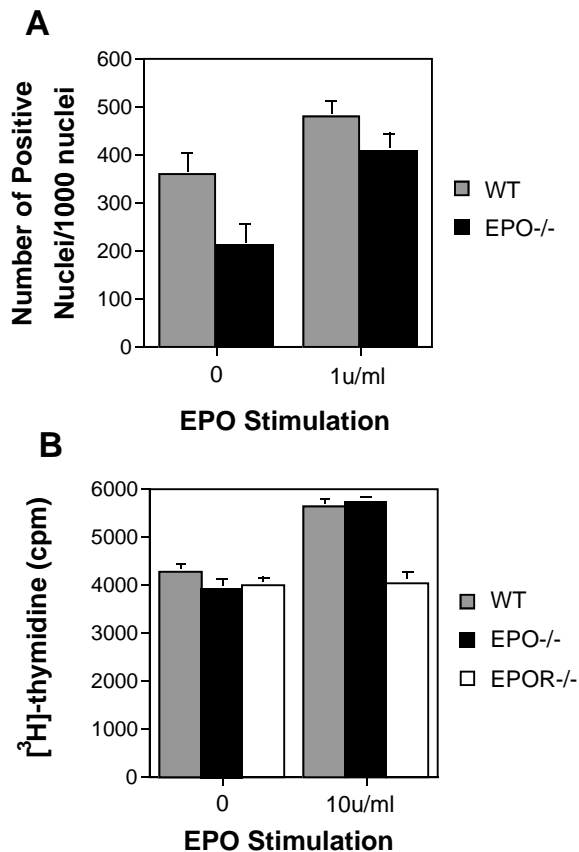 A
Number of Positive
Nuclei/1000 nuclei
600
500
400
300
200
100
0
0
1u/ml
EPO Stimulation
WT
EPO-/-
B
[³H]-thymidine (cpm)
6000
5000
4000
3000
2000
1000
0
0
10u/ml
EPO Stimulation
WT
EPO-/-
EPOR-/-